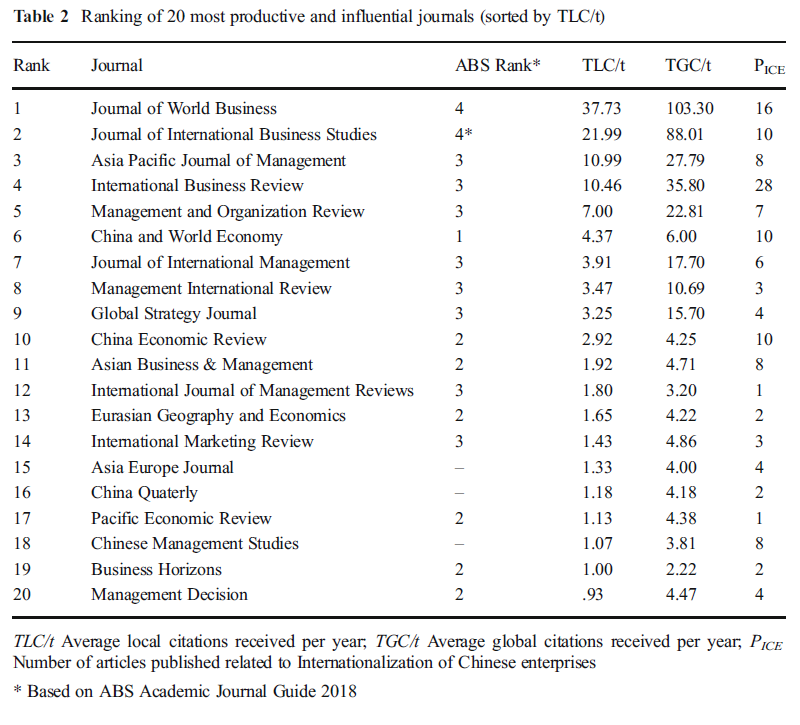 Table 2 Ranking of 20 most productive and influential journals (sorted by TLC/t)
Rank Journal ABS Rank* TLC/t TGC/t PICE
1 Journal of World Business 4 37.73 103.30 16
2 Journal of International Business Studies 4* 21.99 88.01 10
3 Asia Pacific Journal of Management 3 10.99 27.79 8
4 International Business Review 3 10.46 35.80 28
5 Management and Organization Review 3 7.00 22.81 7
6 China and World Economy 1 4.37 6.00 10
7 Journal of International Management 3 3.91 17.70 6
8 Management International Review 3 3.47 10.69 3
9 Global Strategy Journal 3 3.25 15.70 4
10 China Economic Review 2 2.92 4.25 10
11 Asian Business & Management 2 1.92 4.71 8
12 International Journal of Management Reviews 3 1.80 3.20 1
13 Eurasian Geography and Economics 2 1.65 4.22 2
14 International Marketing Review 3 1.43 4.86 3
15 Asia Europe Journal – 1.33 4.00 4
16 China Quaterly – 1.18 4.18 2
17 Pacific Economic Review 2 1.13 4.38 1
18 Chinese Management Studies – 1.07 3.81 8
19 Business Horizons 2 1.00 2.22 2
20 Management Decision 2 .93 4.47 4
TLC/t Average local citations received per year; TGC/t Average global citations received per year; PICE
Number of articles published related to Internationalization of Chinese enterprises
* Based on ABS Academic Journal Guide 2018